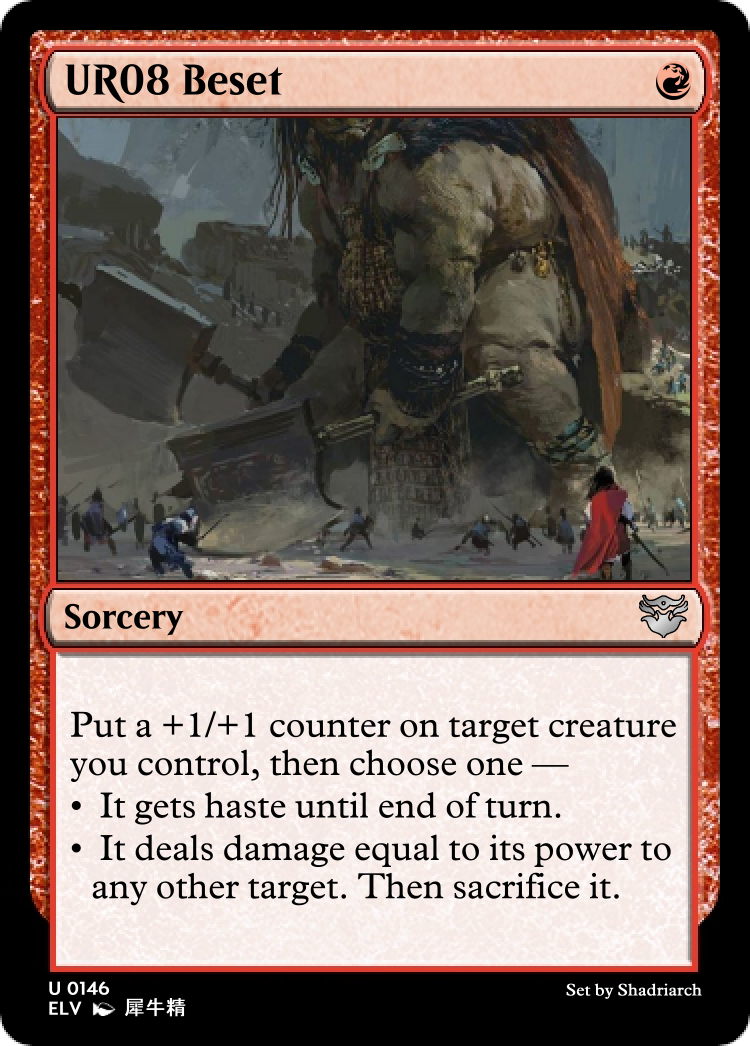 UR08 Beset
Sorcery
Put a +1/+1 counter on target creature
you control, then choose one —
• It gets haste until end of turn.
• It deals damage equal to its power to
any other target. Then sacrifice it.
U 0146
ELV 犀牛精
Set by Shadriarch